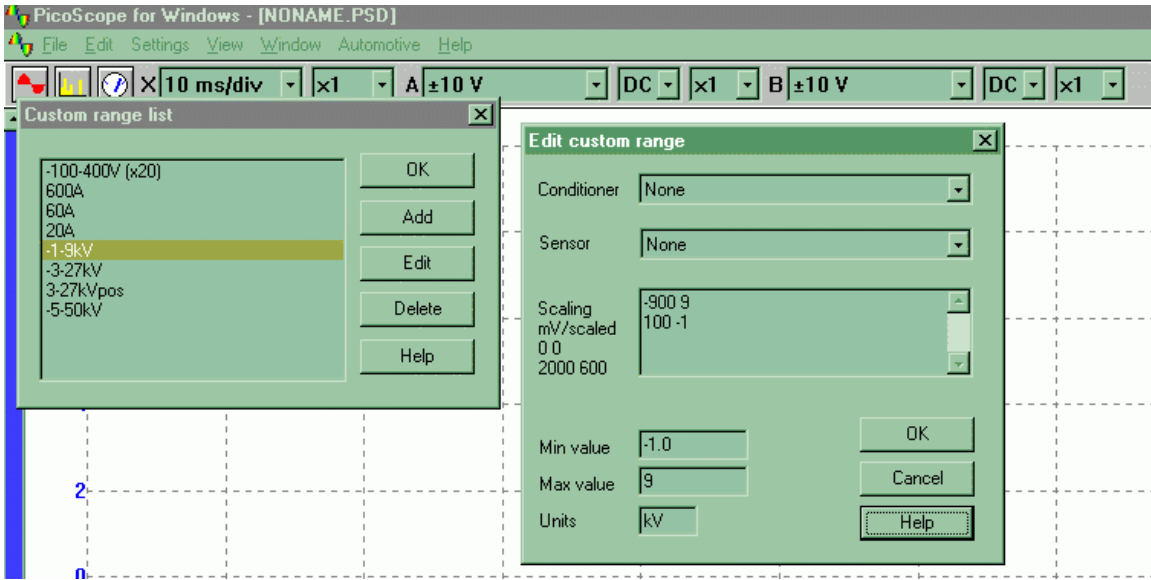 PicoScope for Windows - [NONAME.PSD]
File Edit Settings View Window Automotive Help
X 10 ms/div x1 A ±10 V DC x1 B ±10 V DC x1
Custom range list
-100-400V (x20)
600A
60A
20A
-1-9kV
-3-27kV
3-27kVpos
-5-50kV
OK
Add
Edit
Delete
Help
Edit custom range
Conditioner None
Sensor None
Scaling
mV/scaled
0 0
2000 600
-900 9
100 -1
Min value -1.0
Max value 9
Units kV
OK
Cancel
Help
2
0